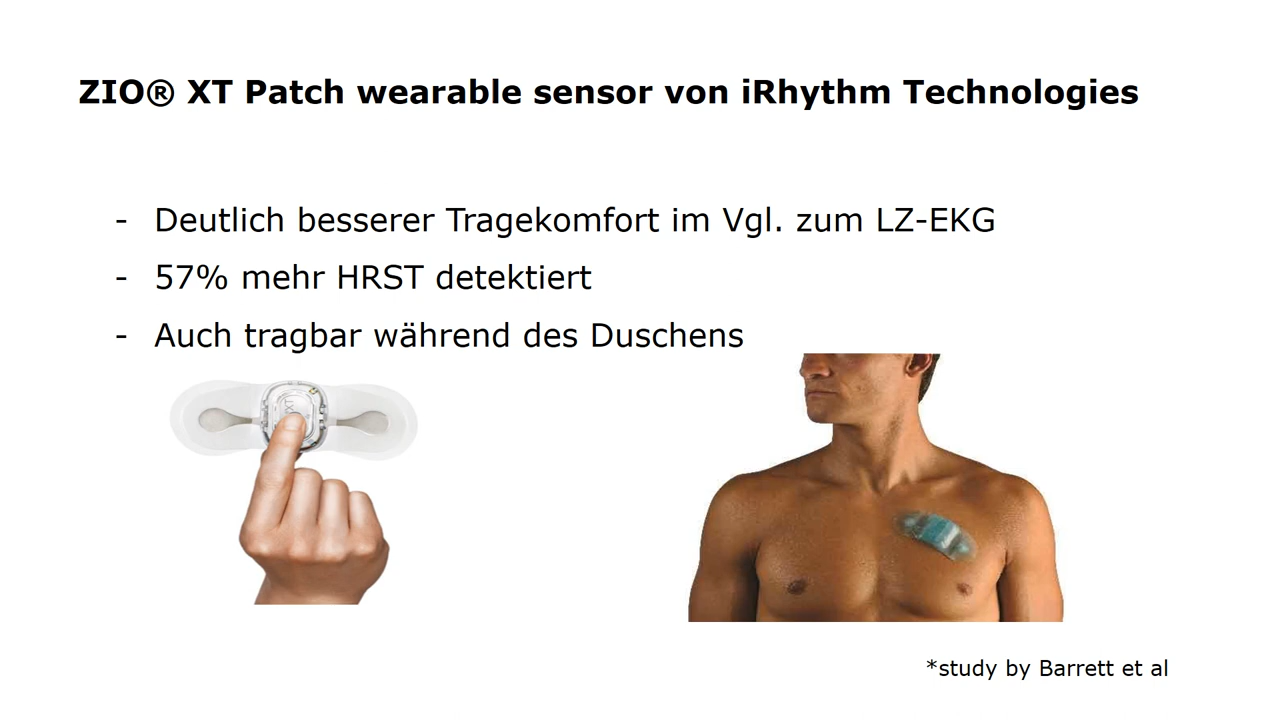 ZIO® XT Patch wearable sensor von iRhythm Technologies
- Deutlich besserer Tragekomfort im Vgl. zum LZ-EKG
- 57% mehr HRST detektiert
- Auch tragbar während des Duschens
*study by Barrett et al